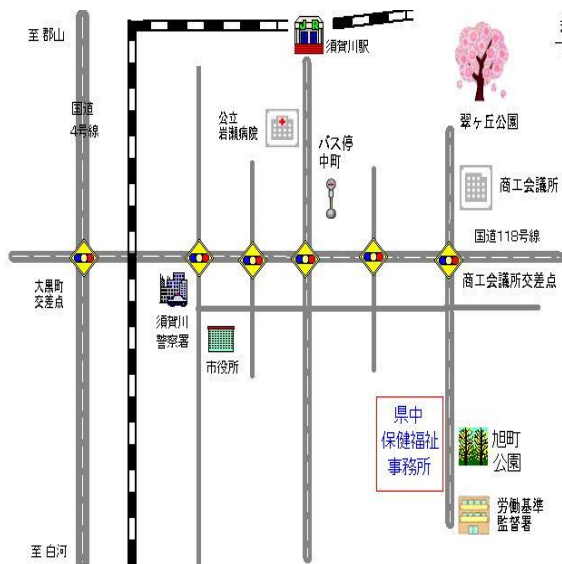 至 郡山
須賀川駅
国道
4号線
公立
岩瀬病院
バス停
中町
翠ヶ丘公園
商工会議所
国道118号線
大黒町
交差点
須賀川
警察署
市役所
商工会議所交差点
県中
保健福祉
事務所
旭町
公園
労働基準
監督署
至 白河